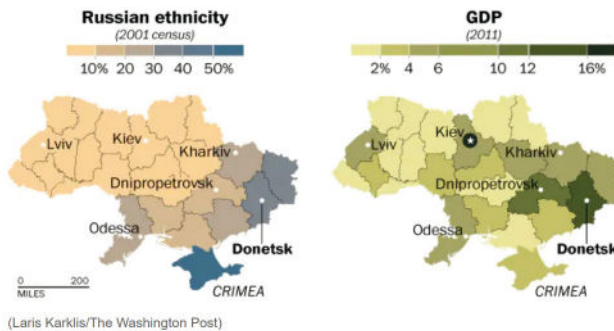 Russian ethnicity
(2001 census)
10% 20 30 40 50%
Lviv
Kiev
Kharkiv
Dnipropetrovsk
Odessa
Donetsk
0 200
MILES
CRIMEA
GDP
(2011)
2% 4 6 10 12 16%
Lviv
Kiev
Kharkiv
Dnipropetrovsk
Odessa
Donetsk
CRIMEA
(Laris Karklis/The Washington Post)